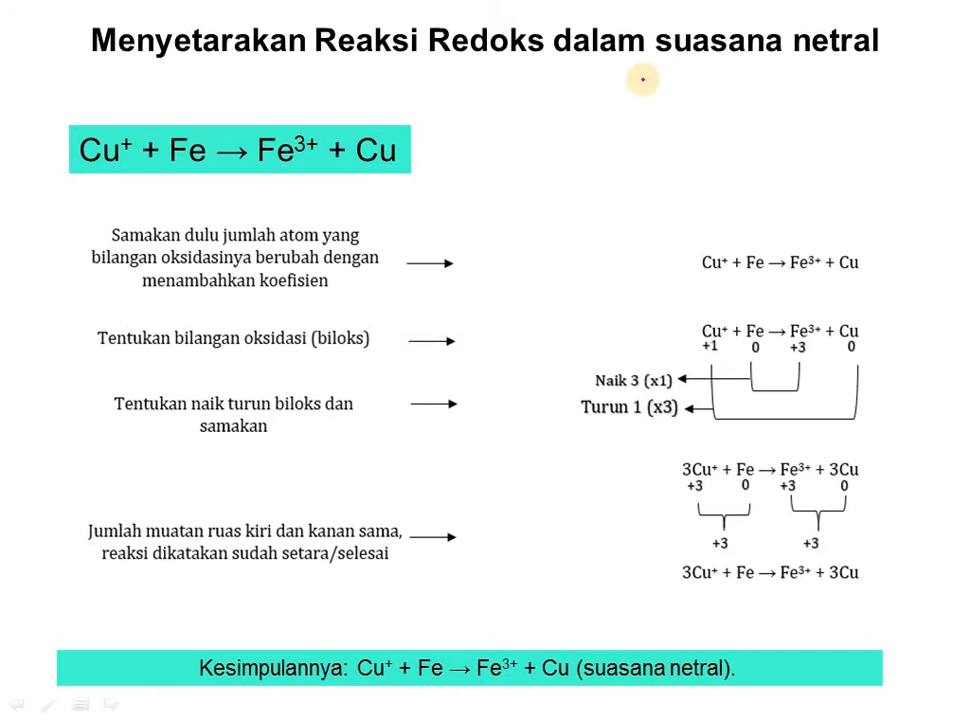 Menyetarakan Reaksi Redoks dalam suasana netral
Cu⁺ + Fe → Fe³⁺ + Cu
Samakan dulu jumlah atom yang
bilangan oksidasinya berubah dengan
menambahkan koefisien
Cu⁺ + Fe → Fe³⁺ + Cu
Tentukan bilangan oksidasi (biloks)
Cu⁺ + Fe → Fe³⁺ + Cu
+1 0 +3 0
Naik 3 (x1)
Turun 1 (x3)
Tentukan naik turun biloks dan
samakan
3Cu⁺ + Fe → Fe³⁺ + 3Cu
+3 0 +3 0
+3 +3
Jumlah muatan ruas kiri dan kanan sama,
reaksi dikatakan sudah setara/selesai
3Cu⁺ + Fe → Fe³⁺ + 3Cu
Kesimpulannya: Cu⁺ + Fe → Fe³⁺ + Cu (suasana netral).